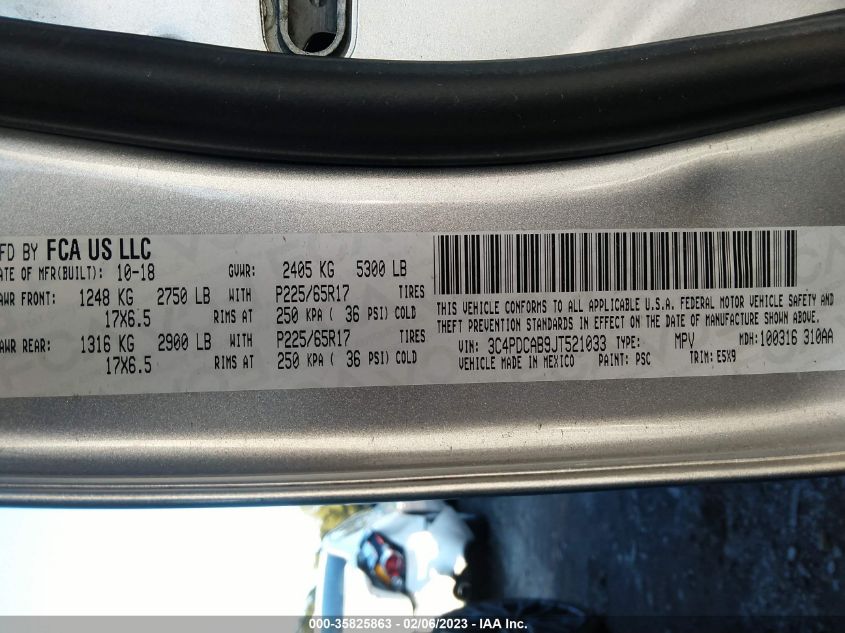 MFD BY FCA US LLC
DATE OF MFR(BUILT): 10-18 GVWR: 2405 KG 5300 LB
GAWR FRONT: 1248 KG 2750 LB WITH P225/65R17 TIRES
17X6.5 RIMS AT 250 KPA ( 36 PSI) COLD
GAWR REAR: 1316 KG 2900 LB WITH P225/65R17 TIRES
17X6.5 RIMS AT 250 KPA ( 36 PSI) COLD
THIS VEHICLE CONFORMS TO ALL APPLICABLE U.S.A. FEDERAL MOTOR VEHICLE SAFETY AND
THEFT PREVENTION STANDARDS IN EFFECT ON THE DATE OF MANUFACTURE SHOWN ABOVE.
VIN: 3C4PDCAB9JT521033 TYPE: MPV MDH:100316 310AA
VEHICLE MADE IN MEXICO PAINT: PSC TRIM: E5X9
000-35825863 - 02/06/2023 - IAA Inc.